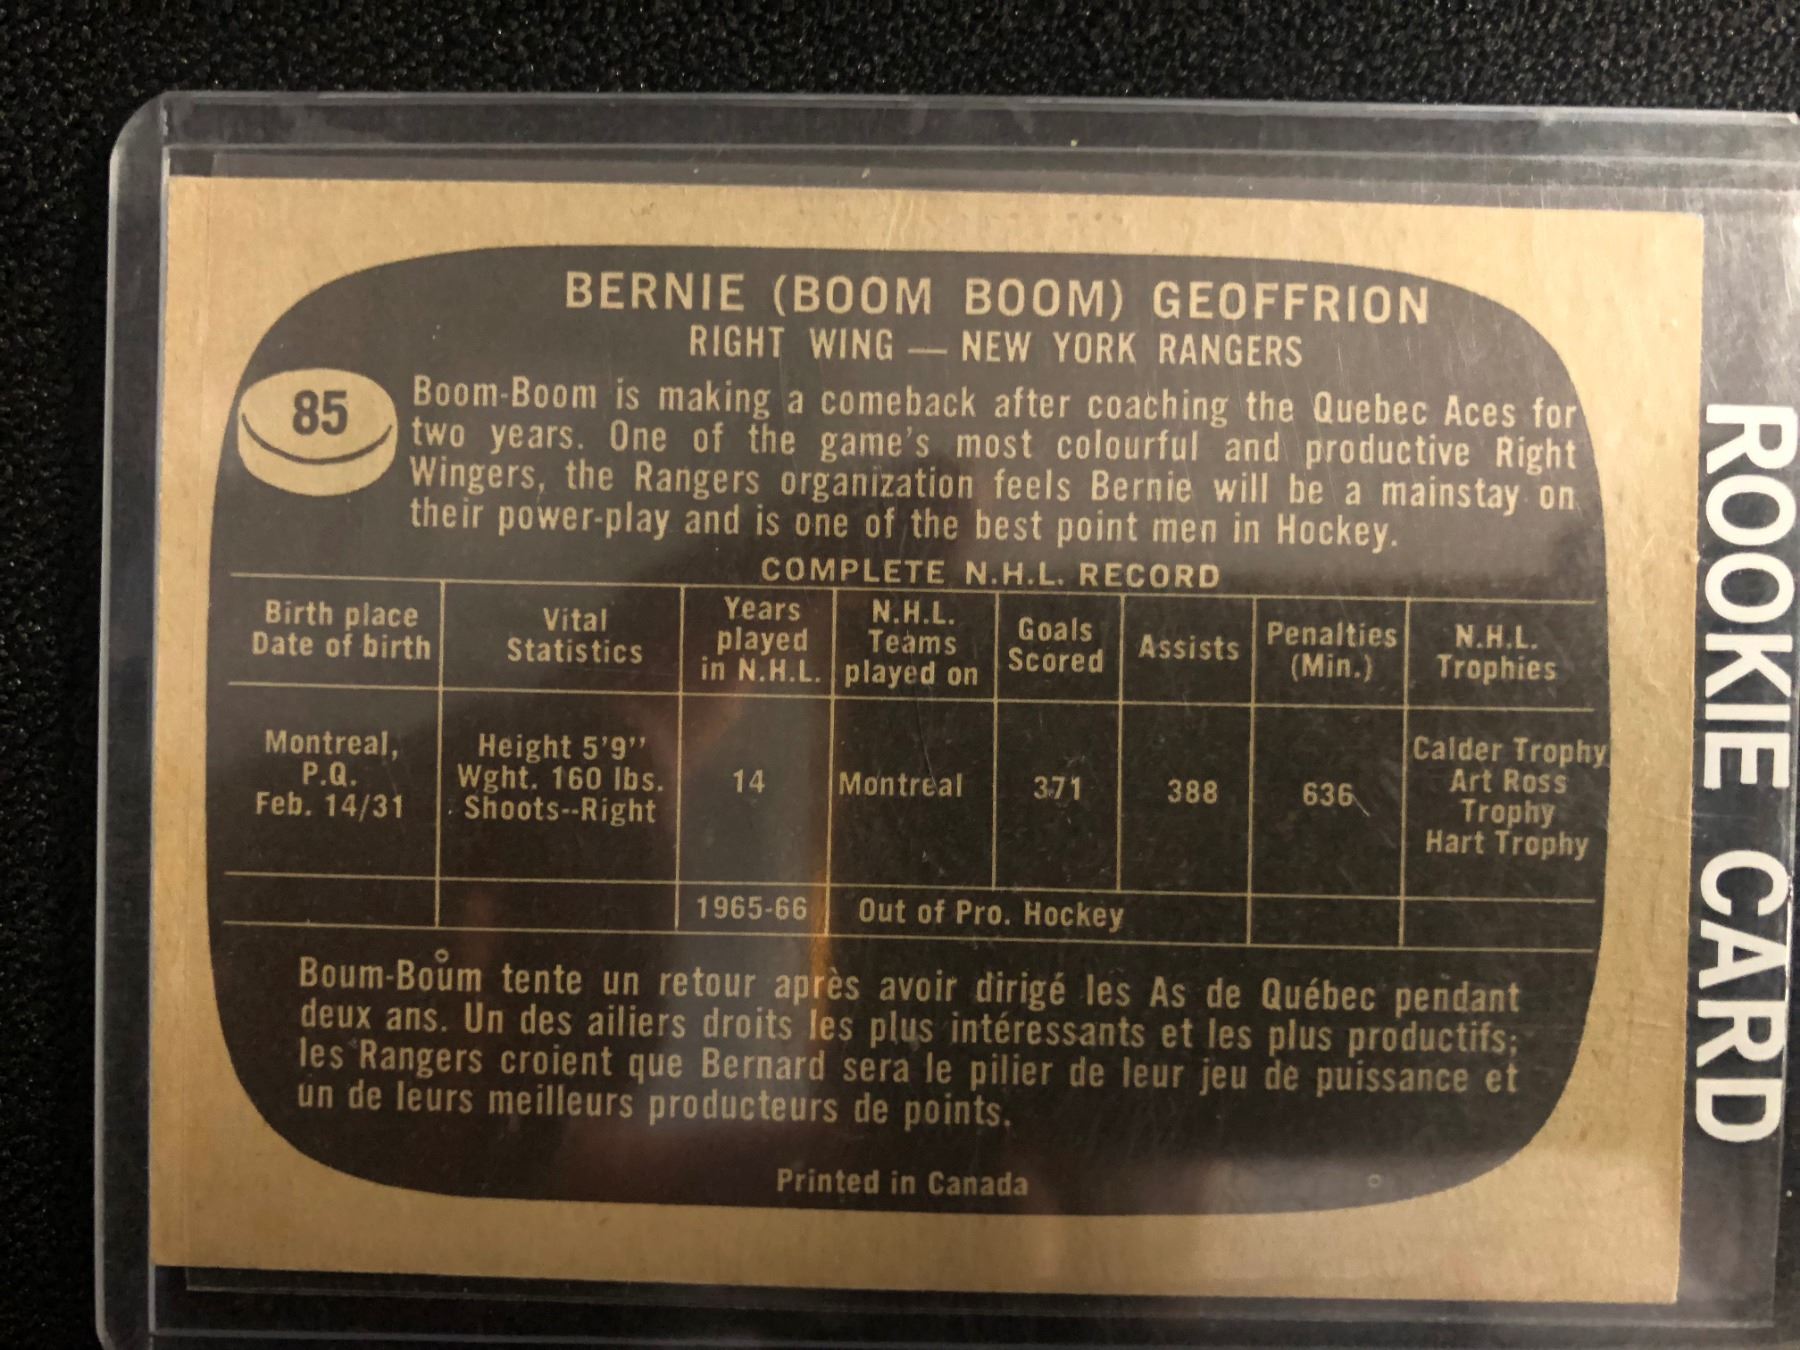 BERNIE (BOOM BOOM) GEOFFRION
RIGHT WING — NEW YORK RANGERS
85
Boom-Boom is making a comeback after coaching the Quebec Aces for
two years. One of the game's most colourful and productive Right
Wingers, the Rangers organization feels Bernie will be a mainstay on
their power-play and is one of the best point men in Hockey.
COMPLETE N.H.L. RECORD
Birth place
Date of birth
Vital
Statistics
Years
played
in N.H.L.
N.H.L.
Teams
played on
Goals
Scored
Assists
Penalties
(Min.)
N.H.L.
Trophies
Montreal,
P.Q.
Feb. 14/31
Height 5'9''
Wght. 160 lbs.
Shoots--Right
14
Montreal
371
388
636
Calder Trophy
Art Ross
Trophy
Hart Trophy
1965-66
Out of Pro. Hockey
Boum-Boum tente un retour après avoir dirigé les As de Québec pendant
deux ans. Un des ailiers droits les plus intéressants et les plus productifs;
les Rangers croient que Bernard sera le pilier de leur jeu de puissance et
un de leurs meilleurs producteurs de points.
Printed in Canada
ROOKIE CARD